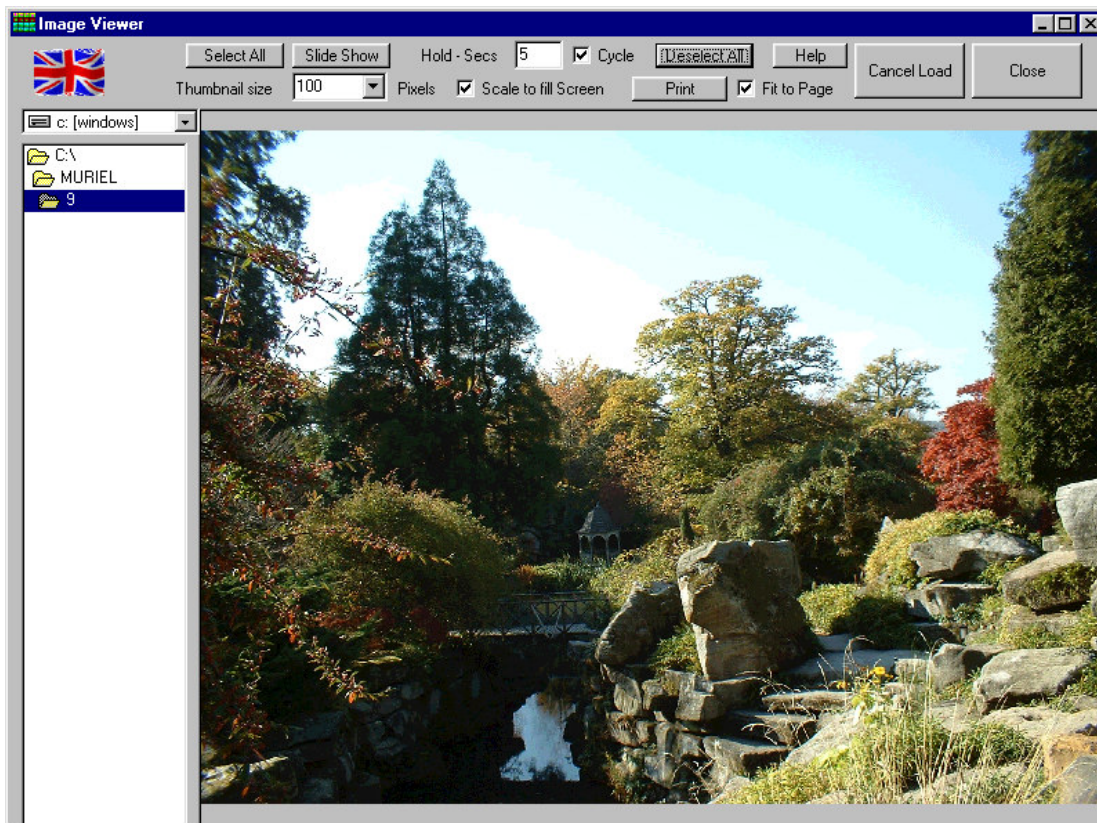 Image Viewer
Select All Slide Show Hold - Secs 5 Cycle Deselect All Help Cancel Load Close
Thumbnail size 100 Pixels Scale to fill Screen Print Fit to Page
c: [windows]
C:\
MURIEL
9